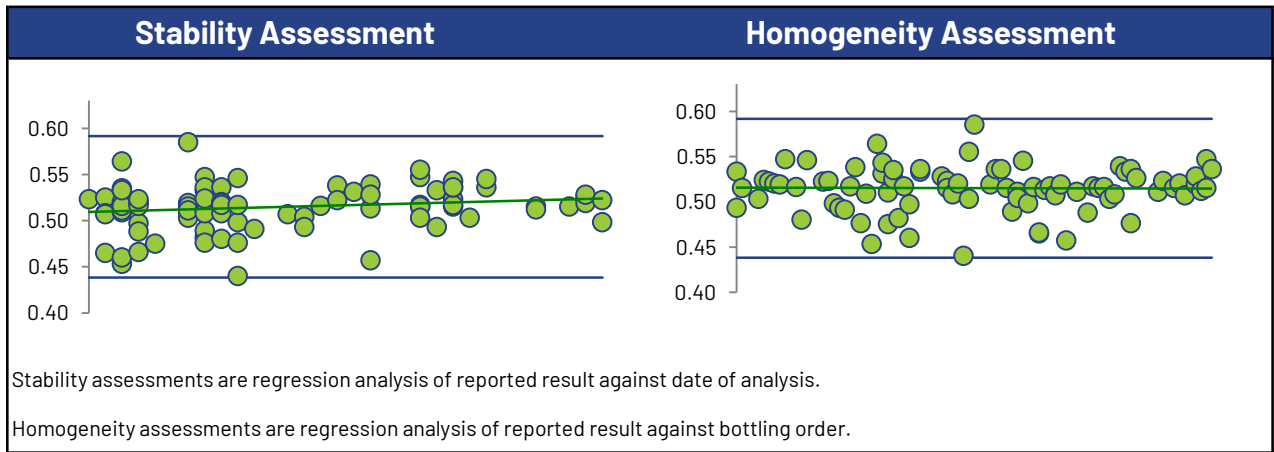 Stability Assessment
Homogeneity Assessment
0.60
0.55
0.50
0.45
0.40
0.60
0.55
0.50
0.45
0.40
Stability assessments are regression analysis of reported result against date of analysis.
Homogeneity assessments are regression analysis of reported result against bottling order.